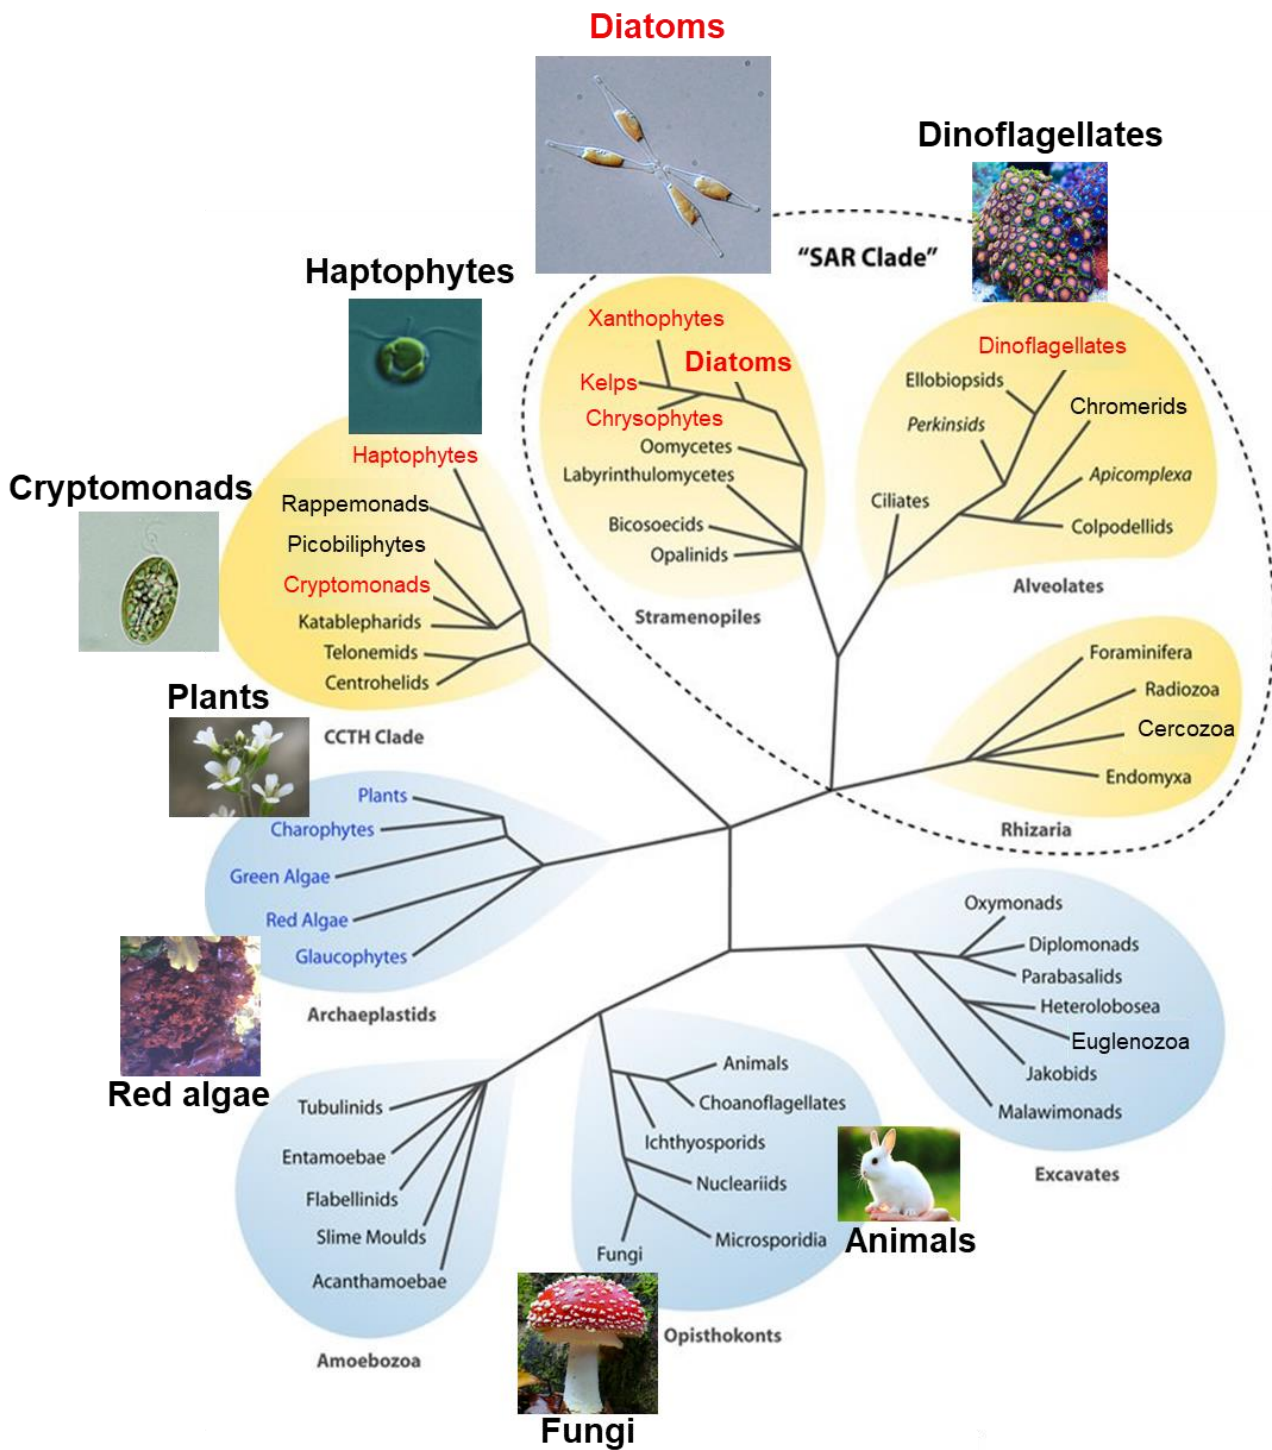 Diatoms
Dinoflagellates
"SAR Clade"
Haptophytes
Xanthophytes
Diatoms
Kelps
Chrysophytes
Oomycetes
Labyrinthulomycetes
Bicosoecids
Opalinids
Stramenopiles
Dinoflagellates
Ellobiopsids
Chromerids
Perkinsids
Apicomplexa
Ciliates
Colpodellids
Alveolates
Haptophytes
Cryptomonads
Rappemonads
Picobiliphytes
Cryptomonads
Katablepharids
Telonemids
Centrohelids
CCTH Clade
Foraminifera
Radiozoa
Cercozoa
Endomyxa
Rhizaria
Plants
Plants
Charophytes
Green Algae
Red Algae
Glaucophytes
Archaeplastids
Red algae
Oxymonads
Diplomonads
Parabasalids
Heterolobosea
Euglenozoa
Jakobids
Malawimonads
Excavates
Tubulinids
Entamoebae
Flabellinids
Slime Moulds
Acanthamoebae
Amoebozoa
Animals
Choanoflagellates
Ichthyosporids
Nucleariids
Microsporidia
Fungi
Opisthokonts
Animals
Fungi